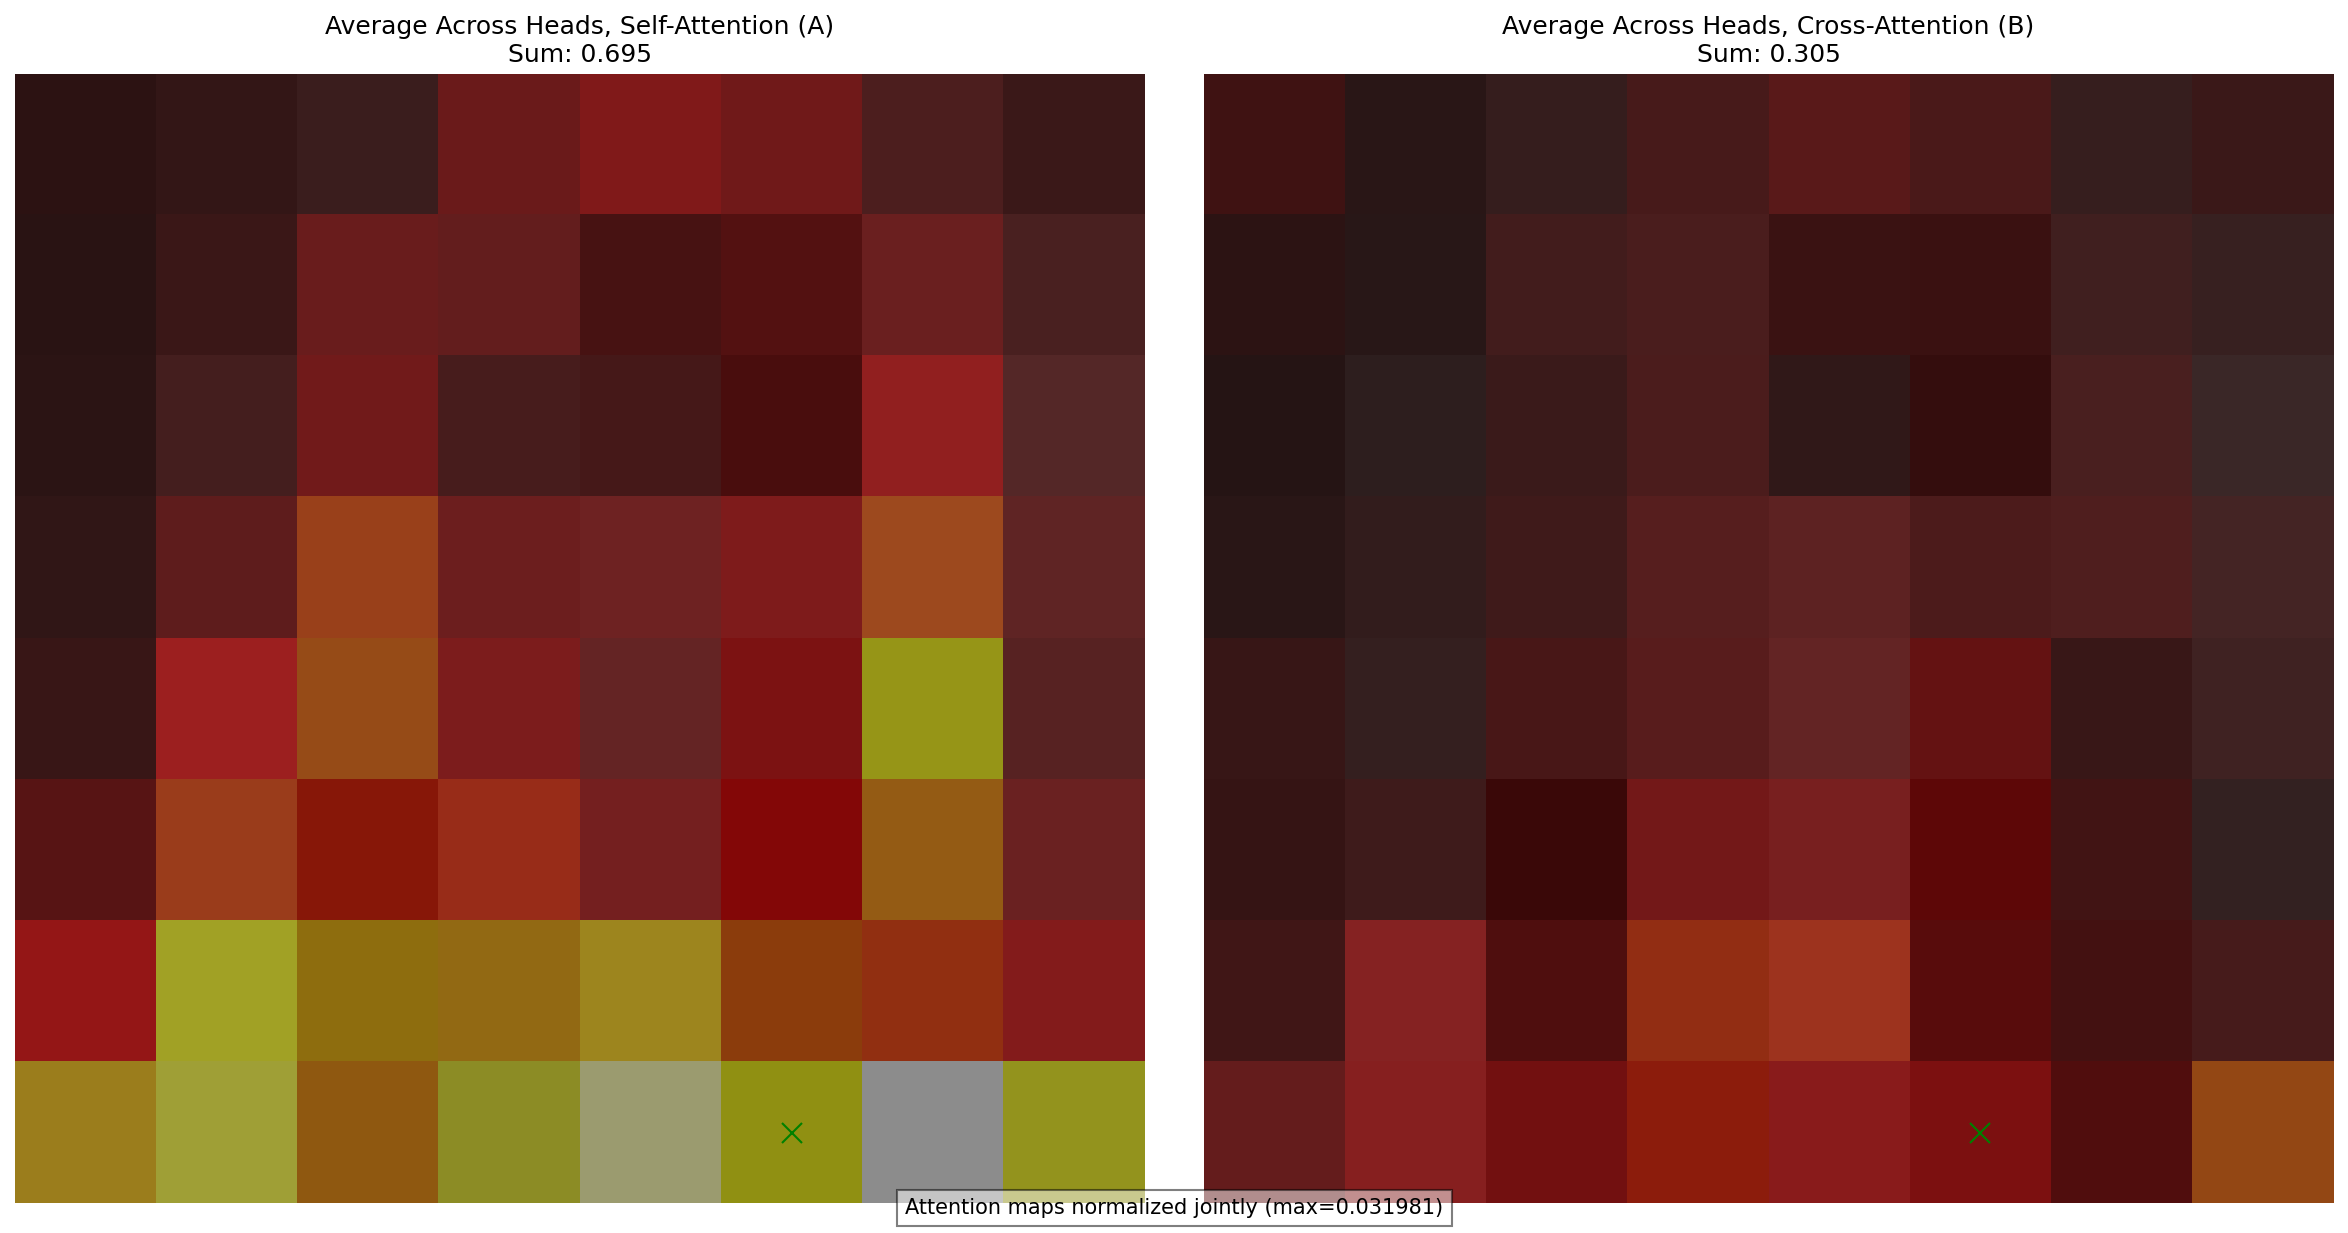 Average Across Heads, Self-Attention (A)
Sum: 0.695
Average Across Heads, Cross-Attention (B)
Sum: 0.305
Attention maps normalized jointly (max=0.031981)